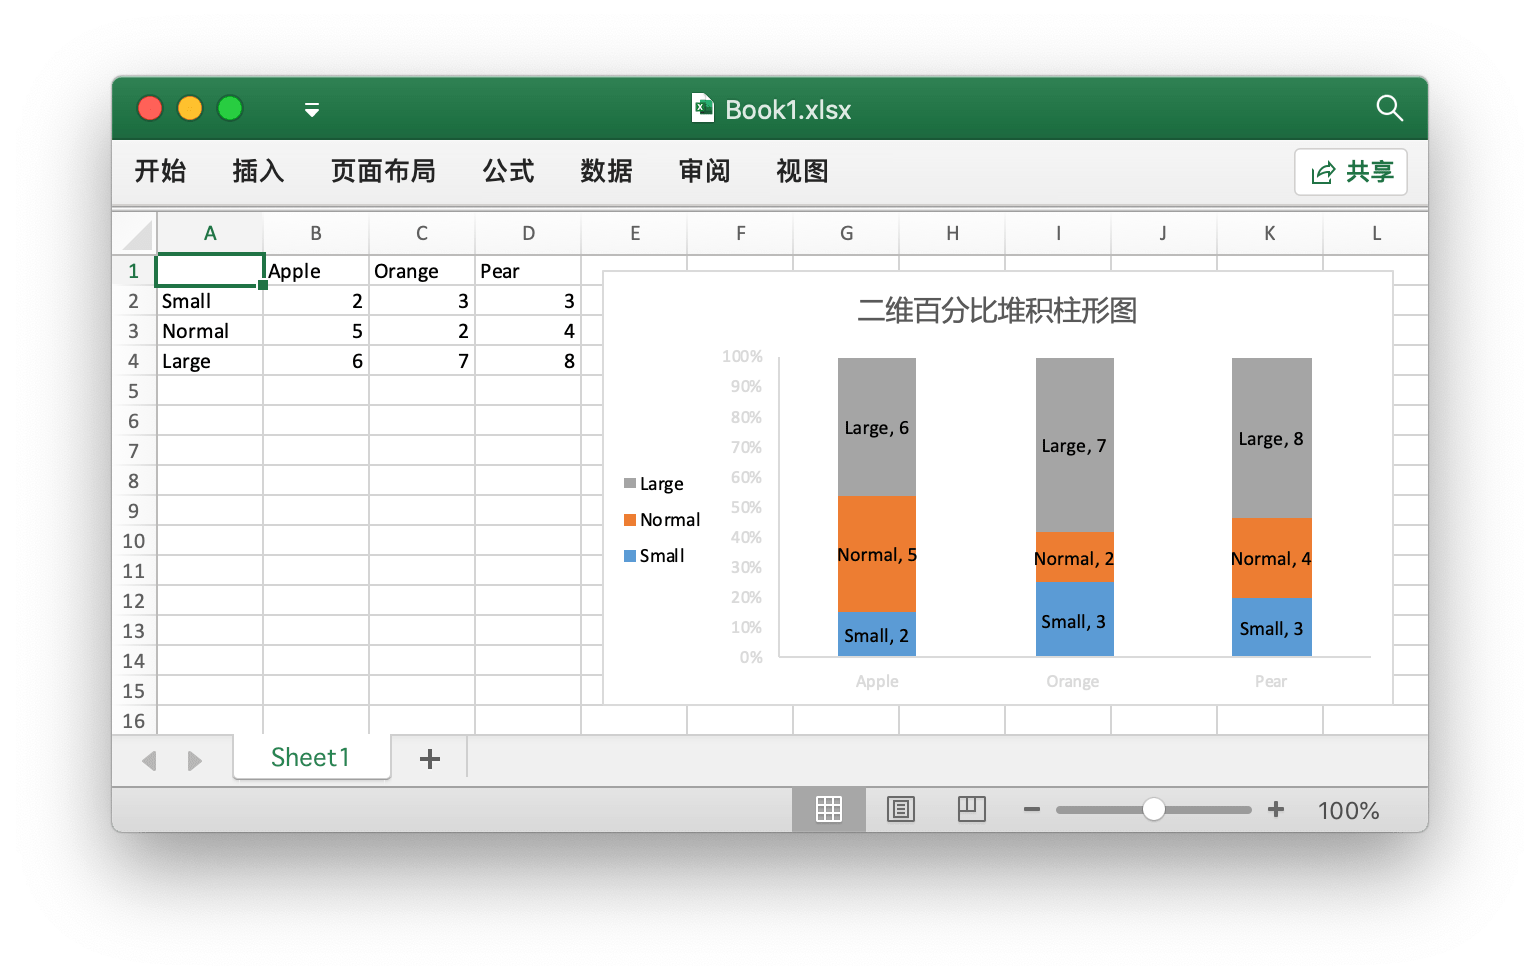 Book1.xlsx
开始 插入 页面布局 公式 数据 审阅 视图 共享
A B C D E F G H I J K L
1 Apple Orange Pear
2 Small 2 3 3
3 Normal 5 2 4
4 Large 6 7 8
5
6
7
8
9
10
11
12
13
14
15
16
二维百分比堆积柱形图
100%
90%
80%
70%
60%
50%
40%
30%
20%
10%
0%
Large
Normal
Small
Large, 6
Normal, 5
Small, 2
Large, 7
Normal, 2
Small, 3
Large, 8
Normal, 4
Small, 3
Apple Orange Pear
Sheet1
100%